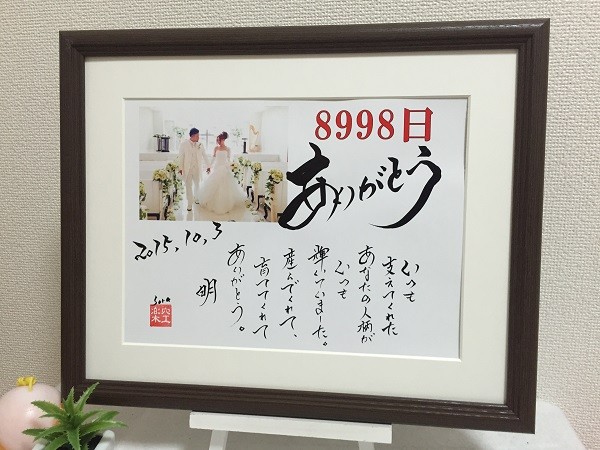 8998日
ありがとう
2015.10.3
いつも
支えてくれた
あなたの人柄が
いつも
輝いていました。
産んでくれて、
育ててくれて
ありがとう。
明